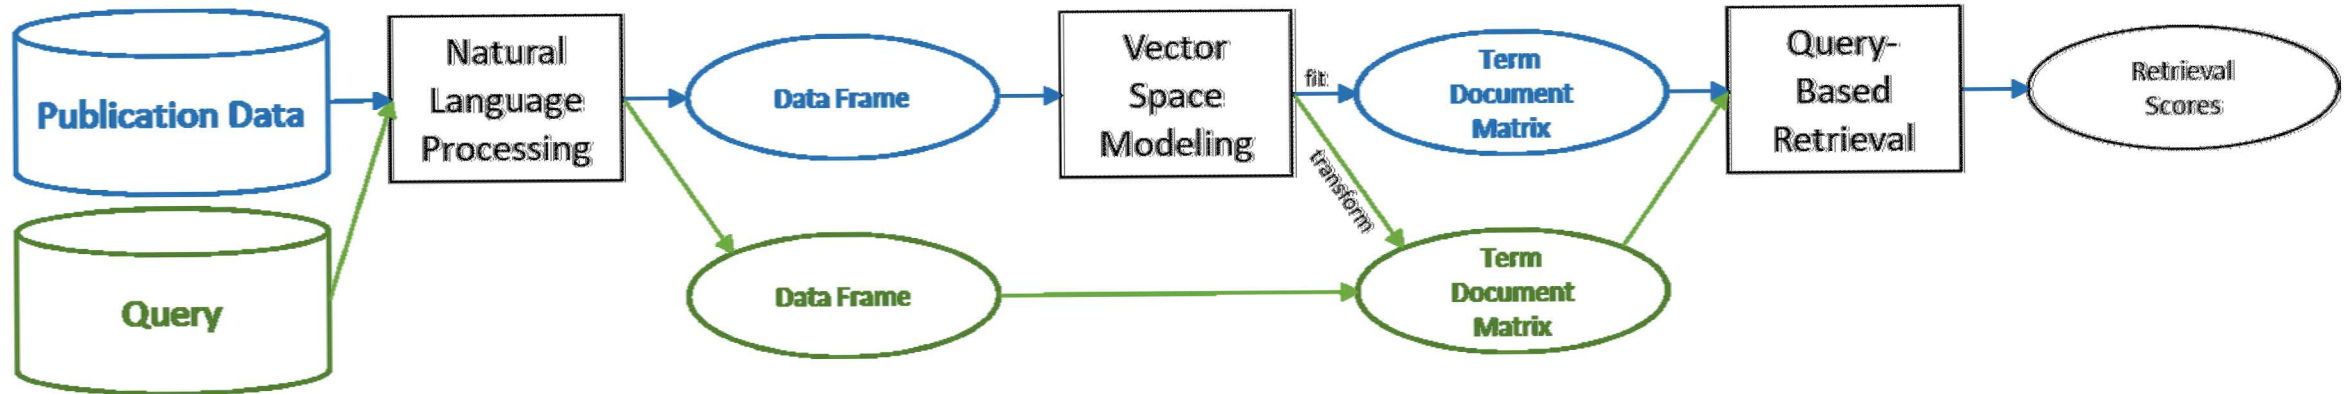 Publication Data
Natural
Language
Processing
Data Frame
Vector
Space
Modeling
fit
Term
Document
Matrix
Query-
Based
Retrieval
Retrieval
Scores
transform
Query
Data Frame
Term
Document
Matrix